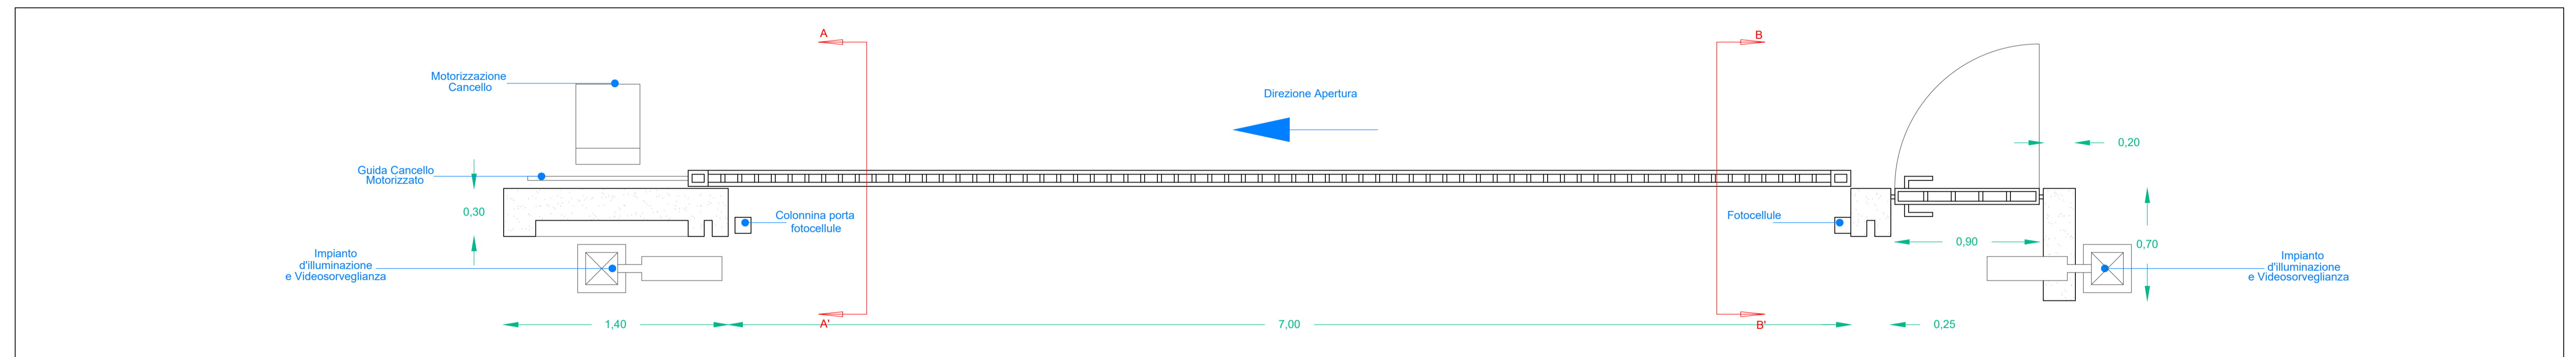 A
B
Motorizzazione
Cancello
Direzione Apertura
0,20
Guida Cancello
Motorizzato
0,30
Colonnina porta
fotocellule
Fotocellule
0,90
0,70
Impianto
d'illuminazione
e Videosorveglianza
Impianto
d'illuminazione
e Videosorveglianza
A'
B'
1,40
7,00
0,25